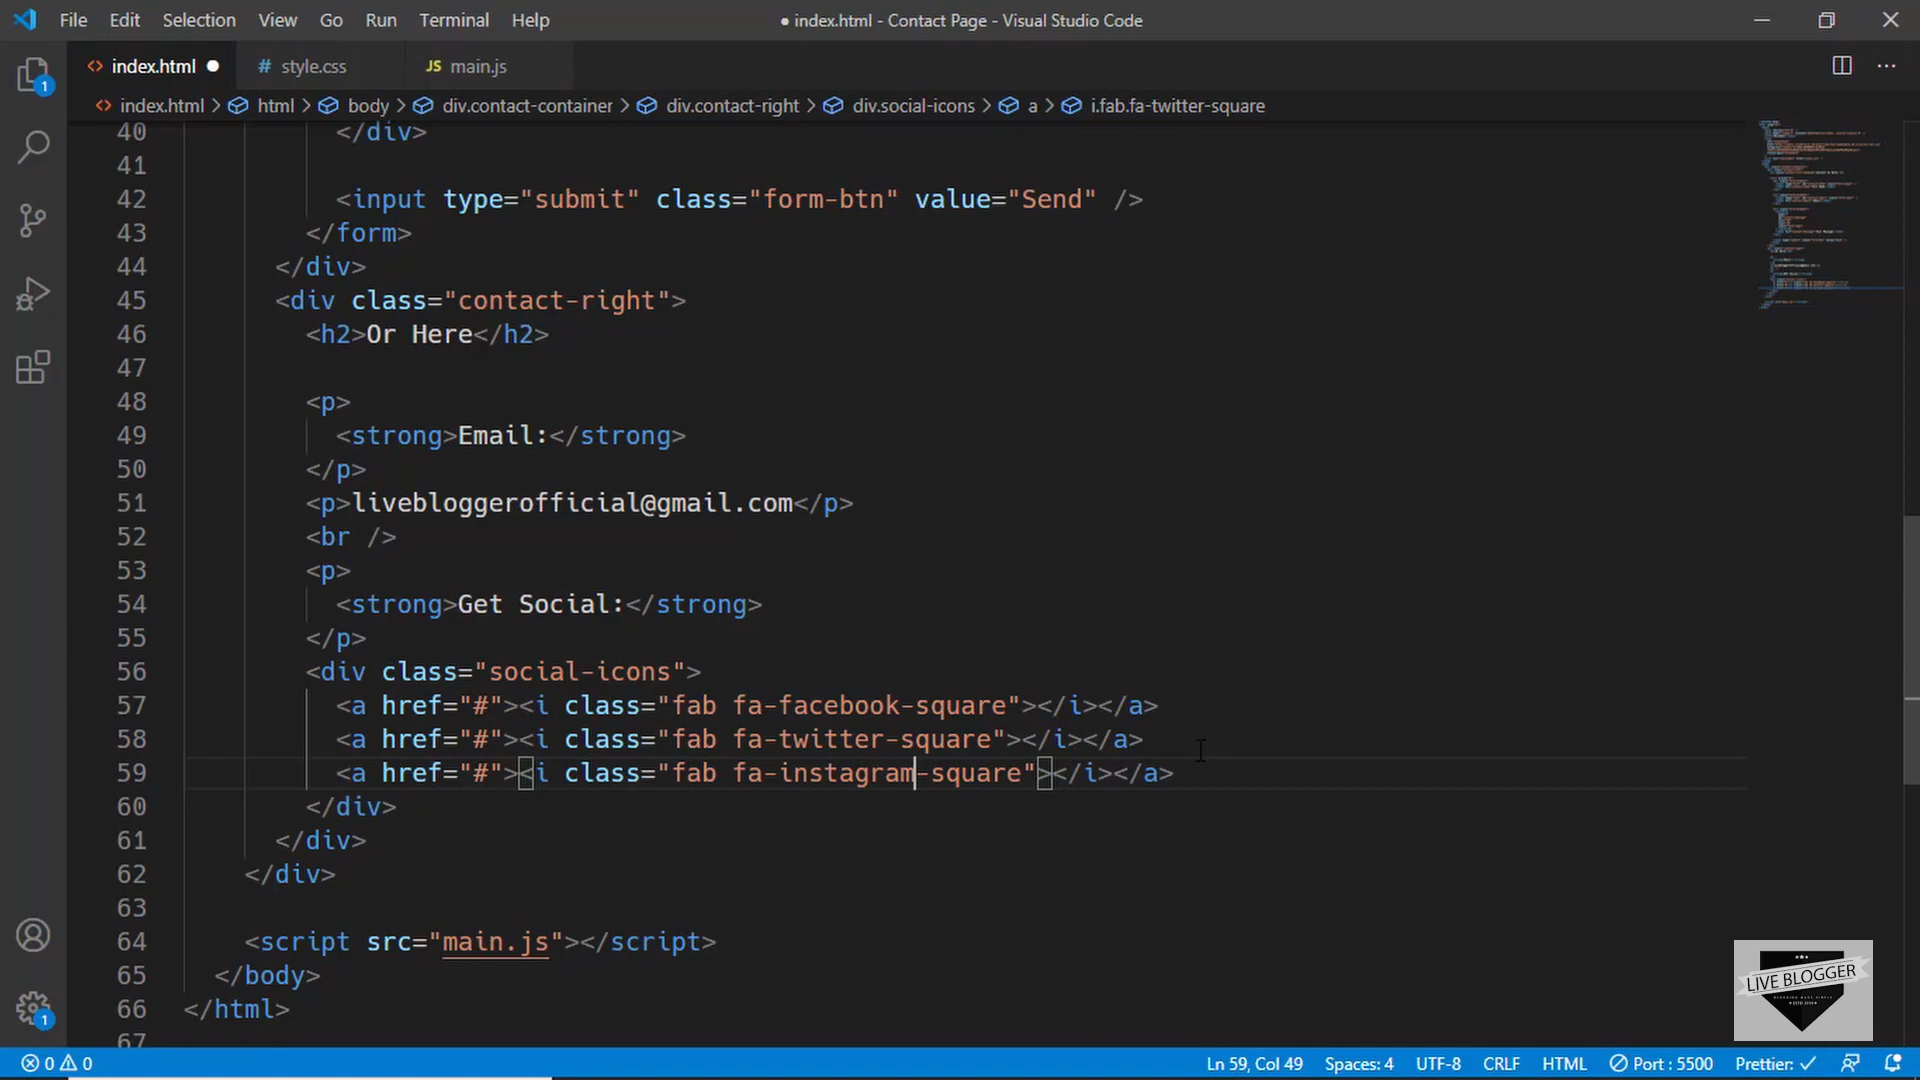 File Edit Selection View Go Run Terminal Help ● index.html - Contact Page - Visual Studio Code
index.html ● # style.css JS main.js
index.html > html > body > div.contact-container > div.contact-right > div.social-icons > a > i.fab.fa-twitter-square
40 </div>
41
42 <input type="submit" class="form-btn" value="Send" />
43 </form>
44 </div>
45 <div class="contact-right">
46 <h2>Or Here</h2>
47
48 <p>
49 <strong>Email:</strong>
50 </p>
51 <p>livebloggerofficial@gmail.com</p>
52 <br />
53 <p>
54 <strong>Get Social:</strong>
55 </p>
56 <div class="social-icons">
57 <a href="#"><i class="fab fa-facebook-square"></i></a>
58 <a href="#"><i class="fab fa-twitter-square"></i></a>
59 <a href="#"><i class="fab fa-instagram-square"></i></a>
60 </div>
61 </div>
62 </div>
63
64 <script src="main.js"></script>
65 </body>
66 </html>
67
1
1
LIVE BLOGGER
0 0 Ln 59, Col 49 Spaces: 4 UTF-8 CRLF HTML Port : 5500 Prettier: ✓